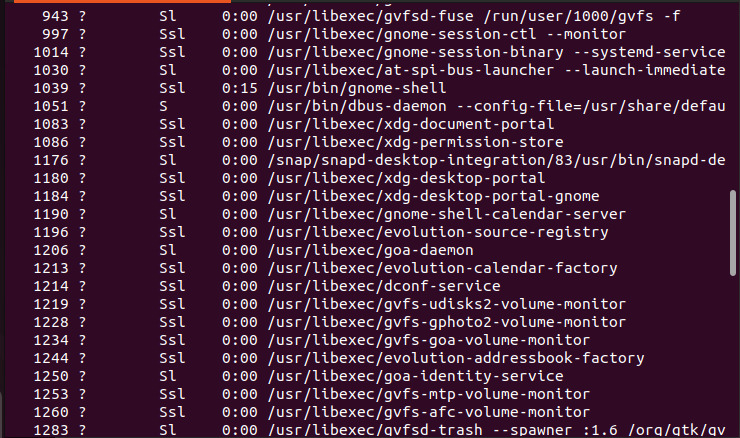 943 ? Sl 0:00 /usr/libexec/gvfsd-fuse /run/user/1000/gvfs -f
997 ? Ssl 0:00 /usr/libexec/gnome-session-ctl --monitor
1014 ? Ssl 0:00 /usr/libexec/gnome-session-binary --systemd-service
1030 ? Sl 0:00 /usr/libexec/at-spi-bus-launcher --launch-immediate
1039 ? Ssl 0:15 /usr/bin/gnome-shell
1051 ? S 0:00 /usr/bin/dbus-daemon --config-file=/usr/share/defau
1083 ? Ssl 0:00 /usr/libexec/xdg-document-portal
1086 ? Ssl 0:00 /usr/libexec/xdg-permission-store
1176 ? Sl 0:00 /snap/snapd-desktop-integration/83/usr/bin/snapd-de
1180 ? Ssl 0:00 /usr/libexec/xdg-desktop-portal
1184 ? Ssl 0:00 /usr/libexec/xdg-desktop-portal-gnome
1190 ? Sl 0:00 /usr/libexec/gnome-shell-calendar-server
1196 ? Ssl 0:00 /usr/libexec/evolution-source-registry
1206 ? Sl 0:00 /usr/libexec/goa-daemon
1213 ? Ssl 0:00 /usr/libexec/evolution-calendar-factory
1214 ? Ssl 0:00 /usr/libexec/dconf-service
1219 ? Ssl 0:00 /usr/libexec/gvfs-udisks2-volume-monitor
1228 ? Ssl 0:00 /usr/libexec/gvfs-gphoto2-volume-monitor
1234 ? Ssl 0:00 /usr/libexec/gvfs-goa-volume-monitor
1244 ? Ssl 0:00 /usr/libexec/evolution-addressbook-factory
1250 ? Sl 0:00 /usr/libexec/goa-identity-service
1253 ? Ssl 0:00 /usr/libexec/gvfs-mtp-volume-monitor
1260 ? Ssl 0:00 /usr/libexec/gvfs-afc-volume-monitor
1283 ? Sl 0:00 /usr/libexec/gvfsd-trash --spawner :1.6 /org/gtk/gv